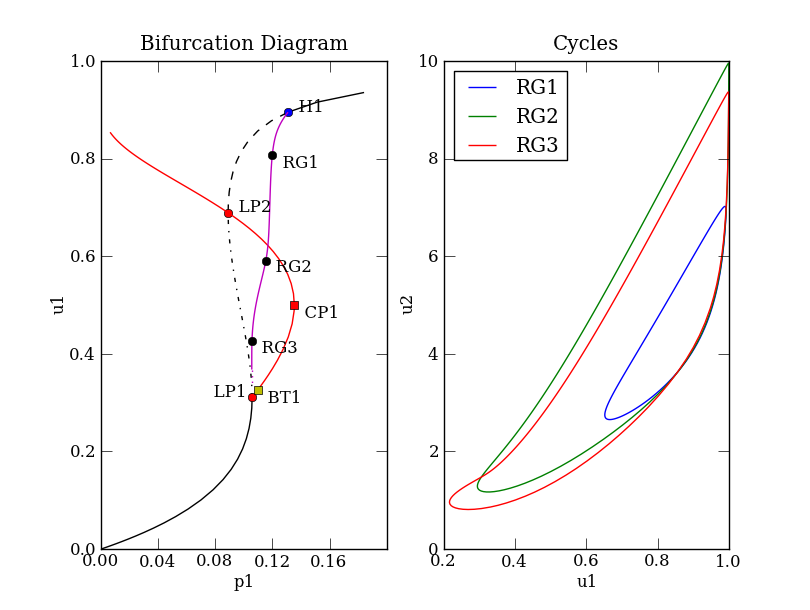 Bifurcation Diagram
1.0
0.8
0.6
0.4
0.2
0.0
u1
H1
RG1
LP2
RG2
CP1
RG3
LP1
BT1
0.00 0.04 0.08 0.12 0.16
p1
Cycles
RG1
RG2
RG3
10
8
6
4
2
0
u2
0.2 0.4 0.6 0.8 1.0
u1